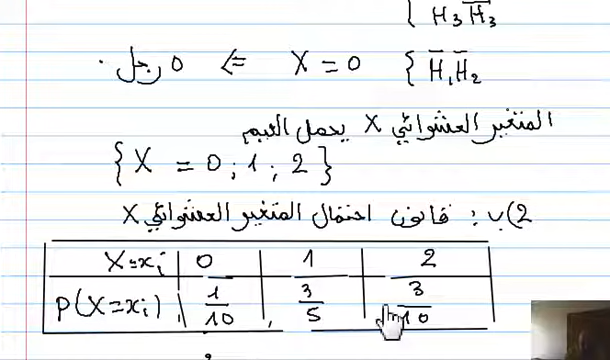 { H₃H̄₃
0 رجل. ⇐ X = 0 { H̄₁H̄₂
المتغير العشوائي X يحمل القيم
{X = 0 ; 1 ; 2}
2) ب : قانون احتمال المتغير العشوائي X
X=xᵢ | 0 | 1 | 2
P(X=xᵢ) | 1/10 | 3/5 | 3/10